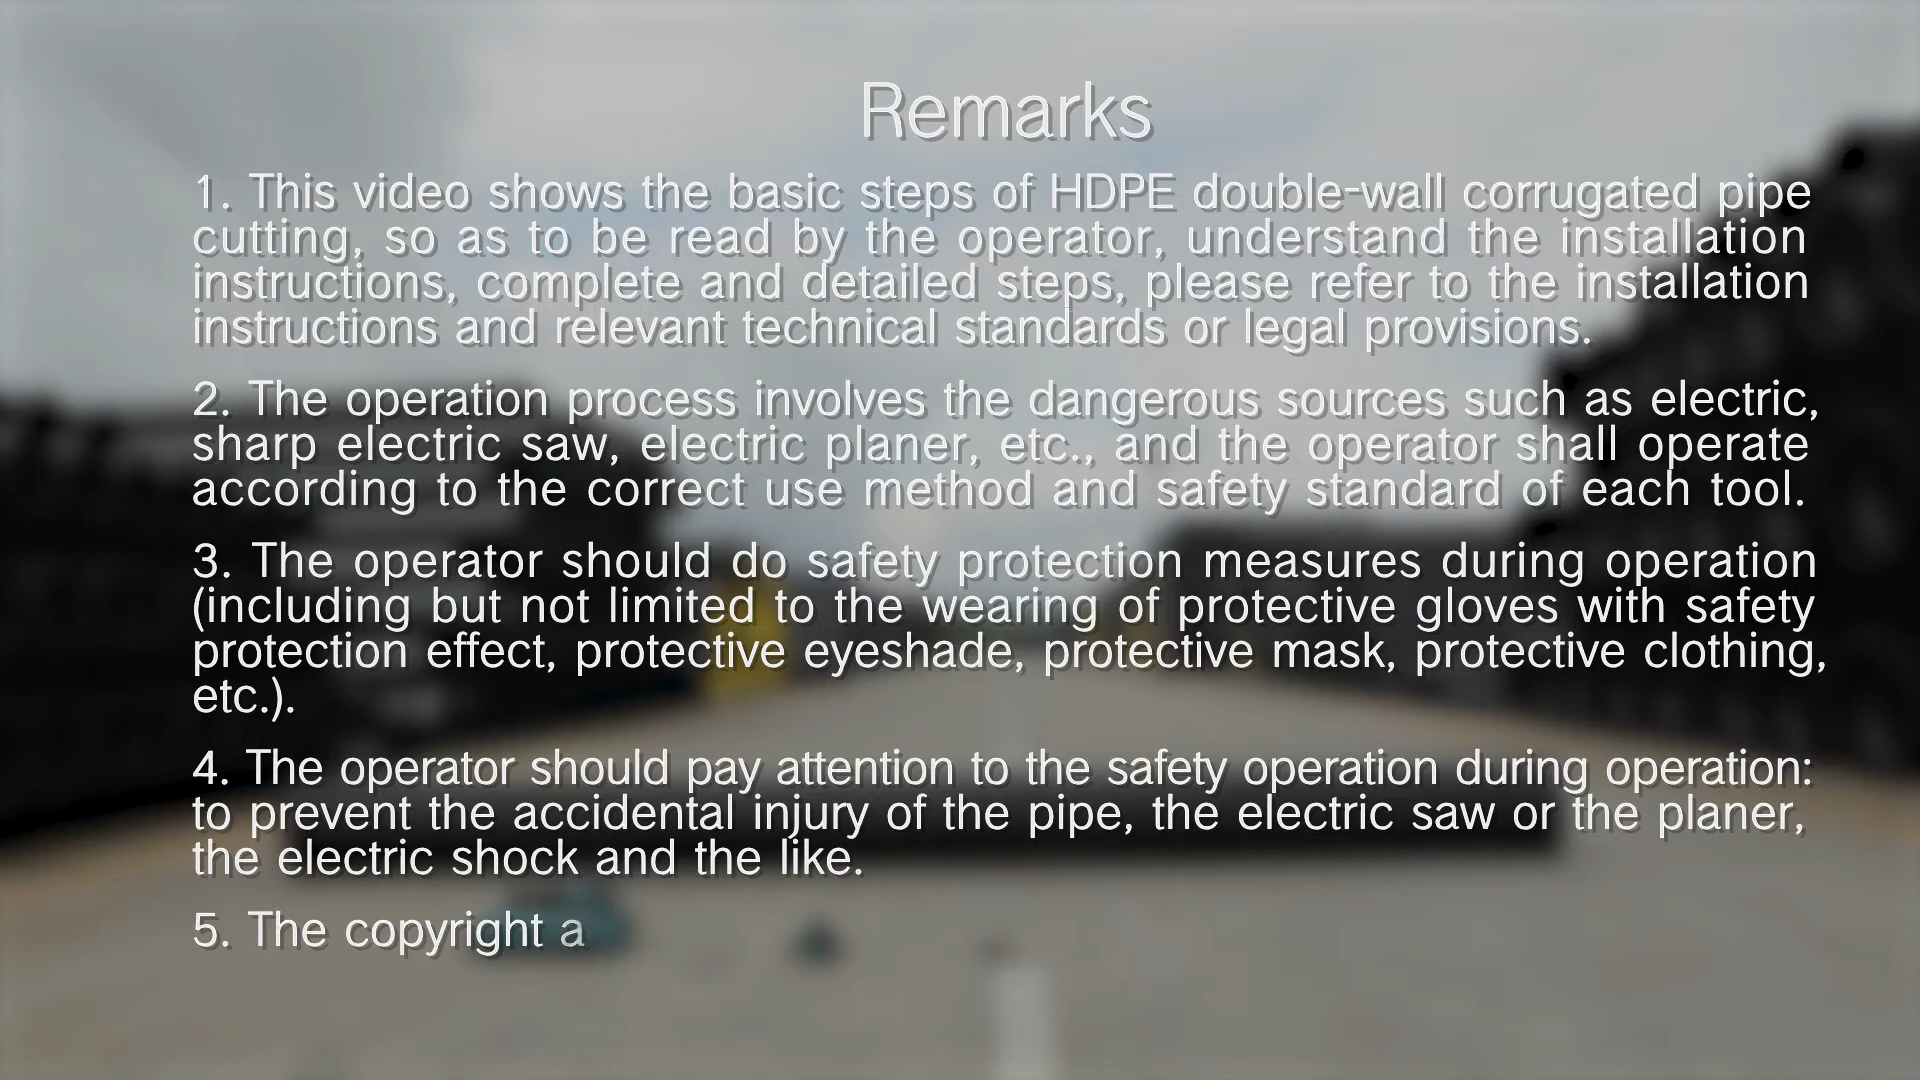 Remarks
1. This video shows the basic steps of HDPE double-wall corrugated pipe
cutting, so as to be read by the operator, understand the installation
instructions, complete and detailed steps, please refer to the installation
instructions and relevant technical standards or legal provisions.
2. The operation process involves the dangerous sources such as electric,
sharp electric saw, electric planer, etc., and the operator shall operate
according to the correct use method and safety standard of each tool.
3. The operator should do safety protection measures during operation
(including but not limited to the wearing of protective gloves with safety
protection effect, protective eyeshade, protective mask, protective clothing,
etc.).
4. The operator should pay attention to the safety operation during operation:
to prevent the accidental injury of the pipe, the electric saw or the planer,
the electric shock and the like.
5. The copyright a